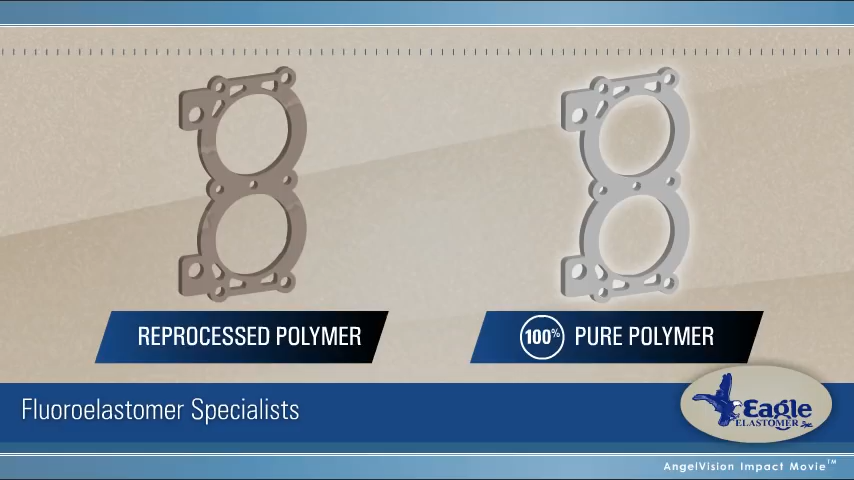 REPROCESSED POLYMER
100% PURE POLYMER
Fluoroelastomer Specialists
Eagle
ELASTOMER INC
AngelVision Impact Movie™